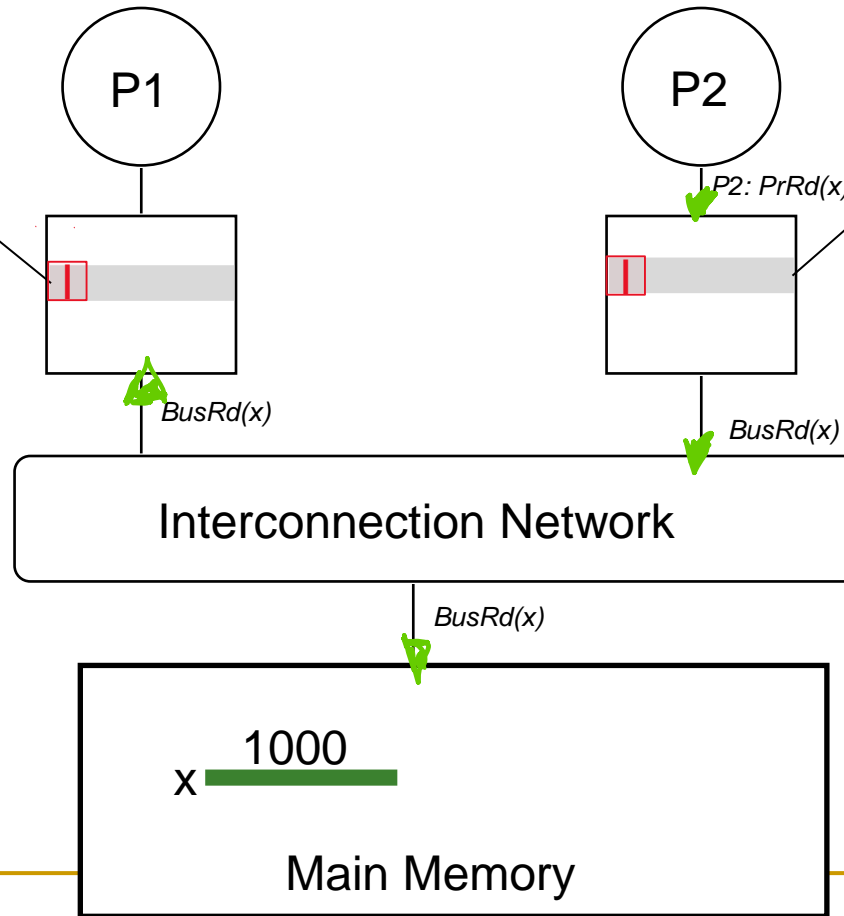 P1
P2
P2: PrRd(x)
I
I
BusRd(x)
BusRd(x)
Interconnection Network
BusRd(x)
1000
x
Main Memory